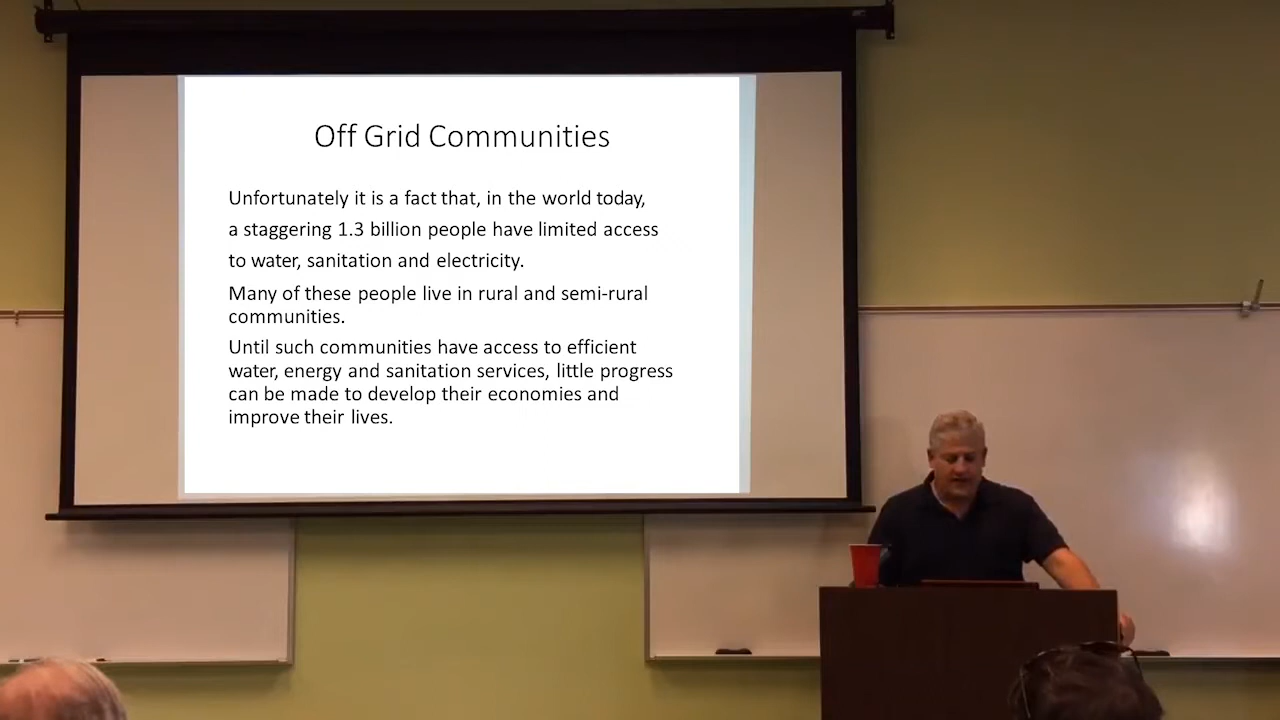 Off Grid Communities
Unfortunately it is a fact that, in the world today,
a staggering 1.3 billion people have limited access
to water, sanitation and electricity.
Many of these people live in rural and semi-rural
communities.
Until such communities have access to efficient
water, energy and sanitation services, little progress
can be made to develop their economies and
improve their lives.